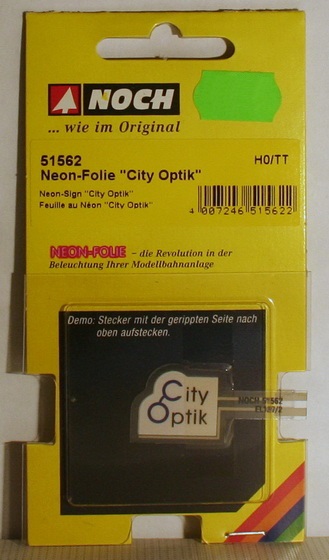 NOCH
... wie im Original
51562 H0/TT
Neon-Folie "City Optik"
Neon-Sign "City Optik"
Feuille au Néon "City Optik"
4 007246 515622
NEON-FOLIE – die Revolution in der
Beleuchtung Ihrer Modellbahnanlage
Demo: Stecker mit der gerippten Seite nach
oben aufstecken.
City
Optik
NOCH 51562